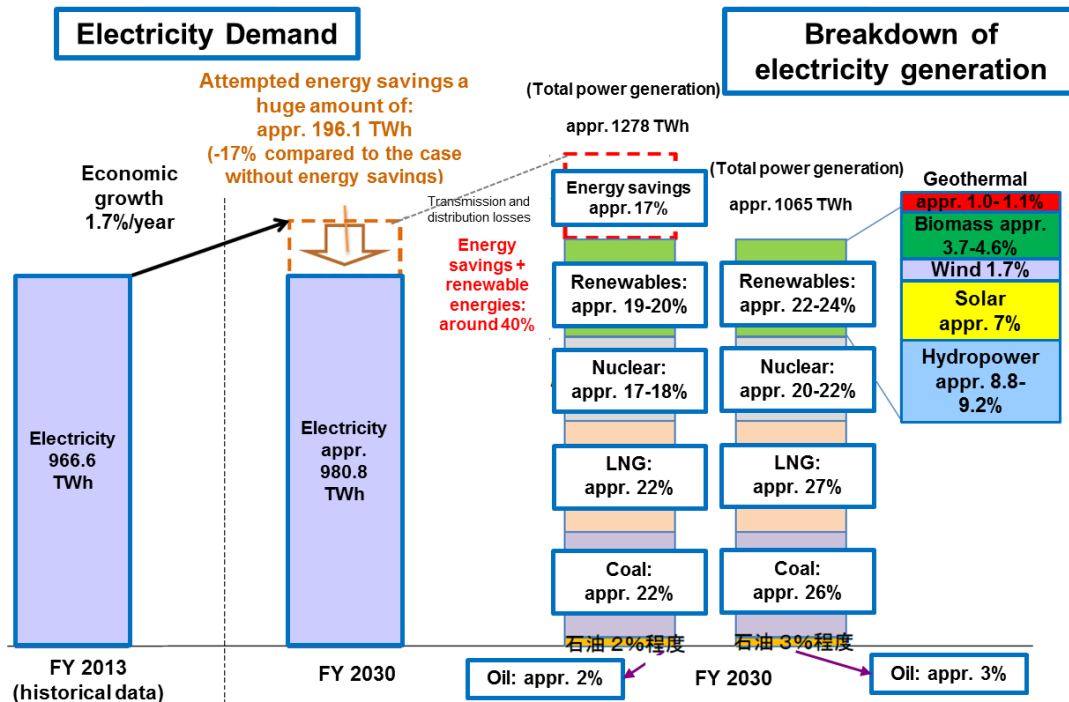 Electricity Demand
Breakdown of
electricity generation
Attempted energy savings a
huge amount of:
appr. 196.1 TWh
(-17% compared to the case
without energy savings)
Economic
growth
1.7%/year
(Total power generation)
appr. 1278 TWh
Transmission and
distribution losses
Energy
savings +
renewable
energies:
around 40%
Energy savings
appr. 17%
(Total power generation)
appr. 1065 TWh
Geothermal
appr. 1.0- 1.1%
Biomass appr.
3.7-4.6%
Wind 1.7%
Solar
appr. 7%
Hydropower
appr. 8.8-
9.2%
Renewables:
appr. 19-20%
Renewables:
appr. 22-24%
Nuclear:
appr. 17-18%
Nuclear:
appr. 20-22%
Electricity
966.6
TWh
Electricity
appr.
980.8
TWh
LNG:
appr. 22%
LNG:
appr. 27%
Coal:
appr. 22%
Coal:
appr. 26%
石油２%程度
石油３%程度
FY 2013
(historical data)
FY 2030
Oil: appr. 2%
FY 2030
Oil: appr. 3%